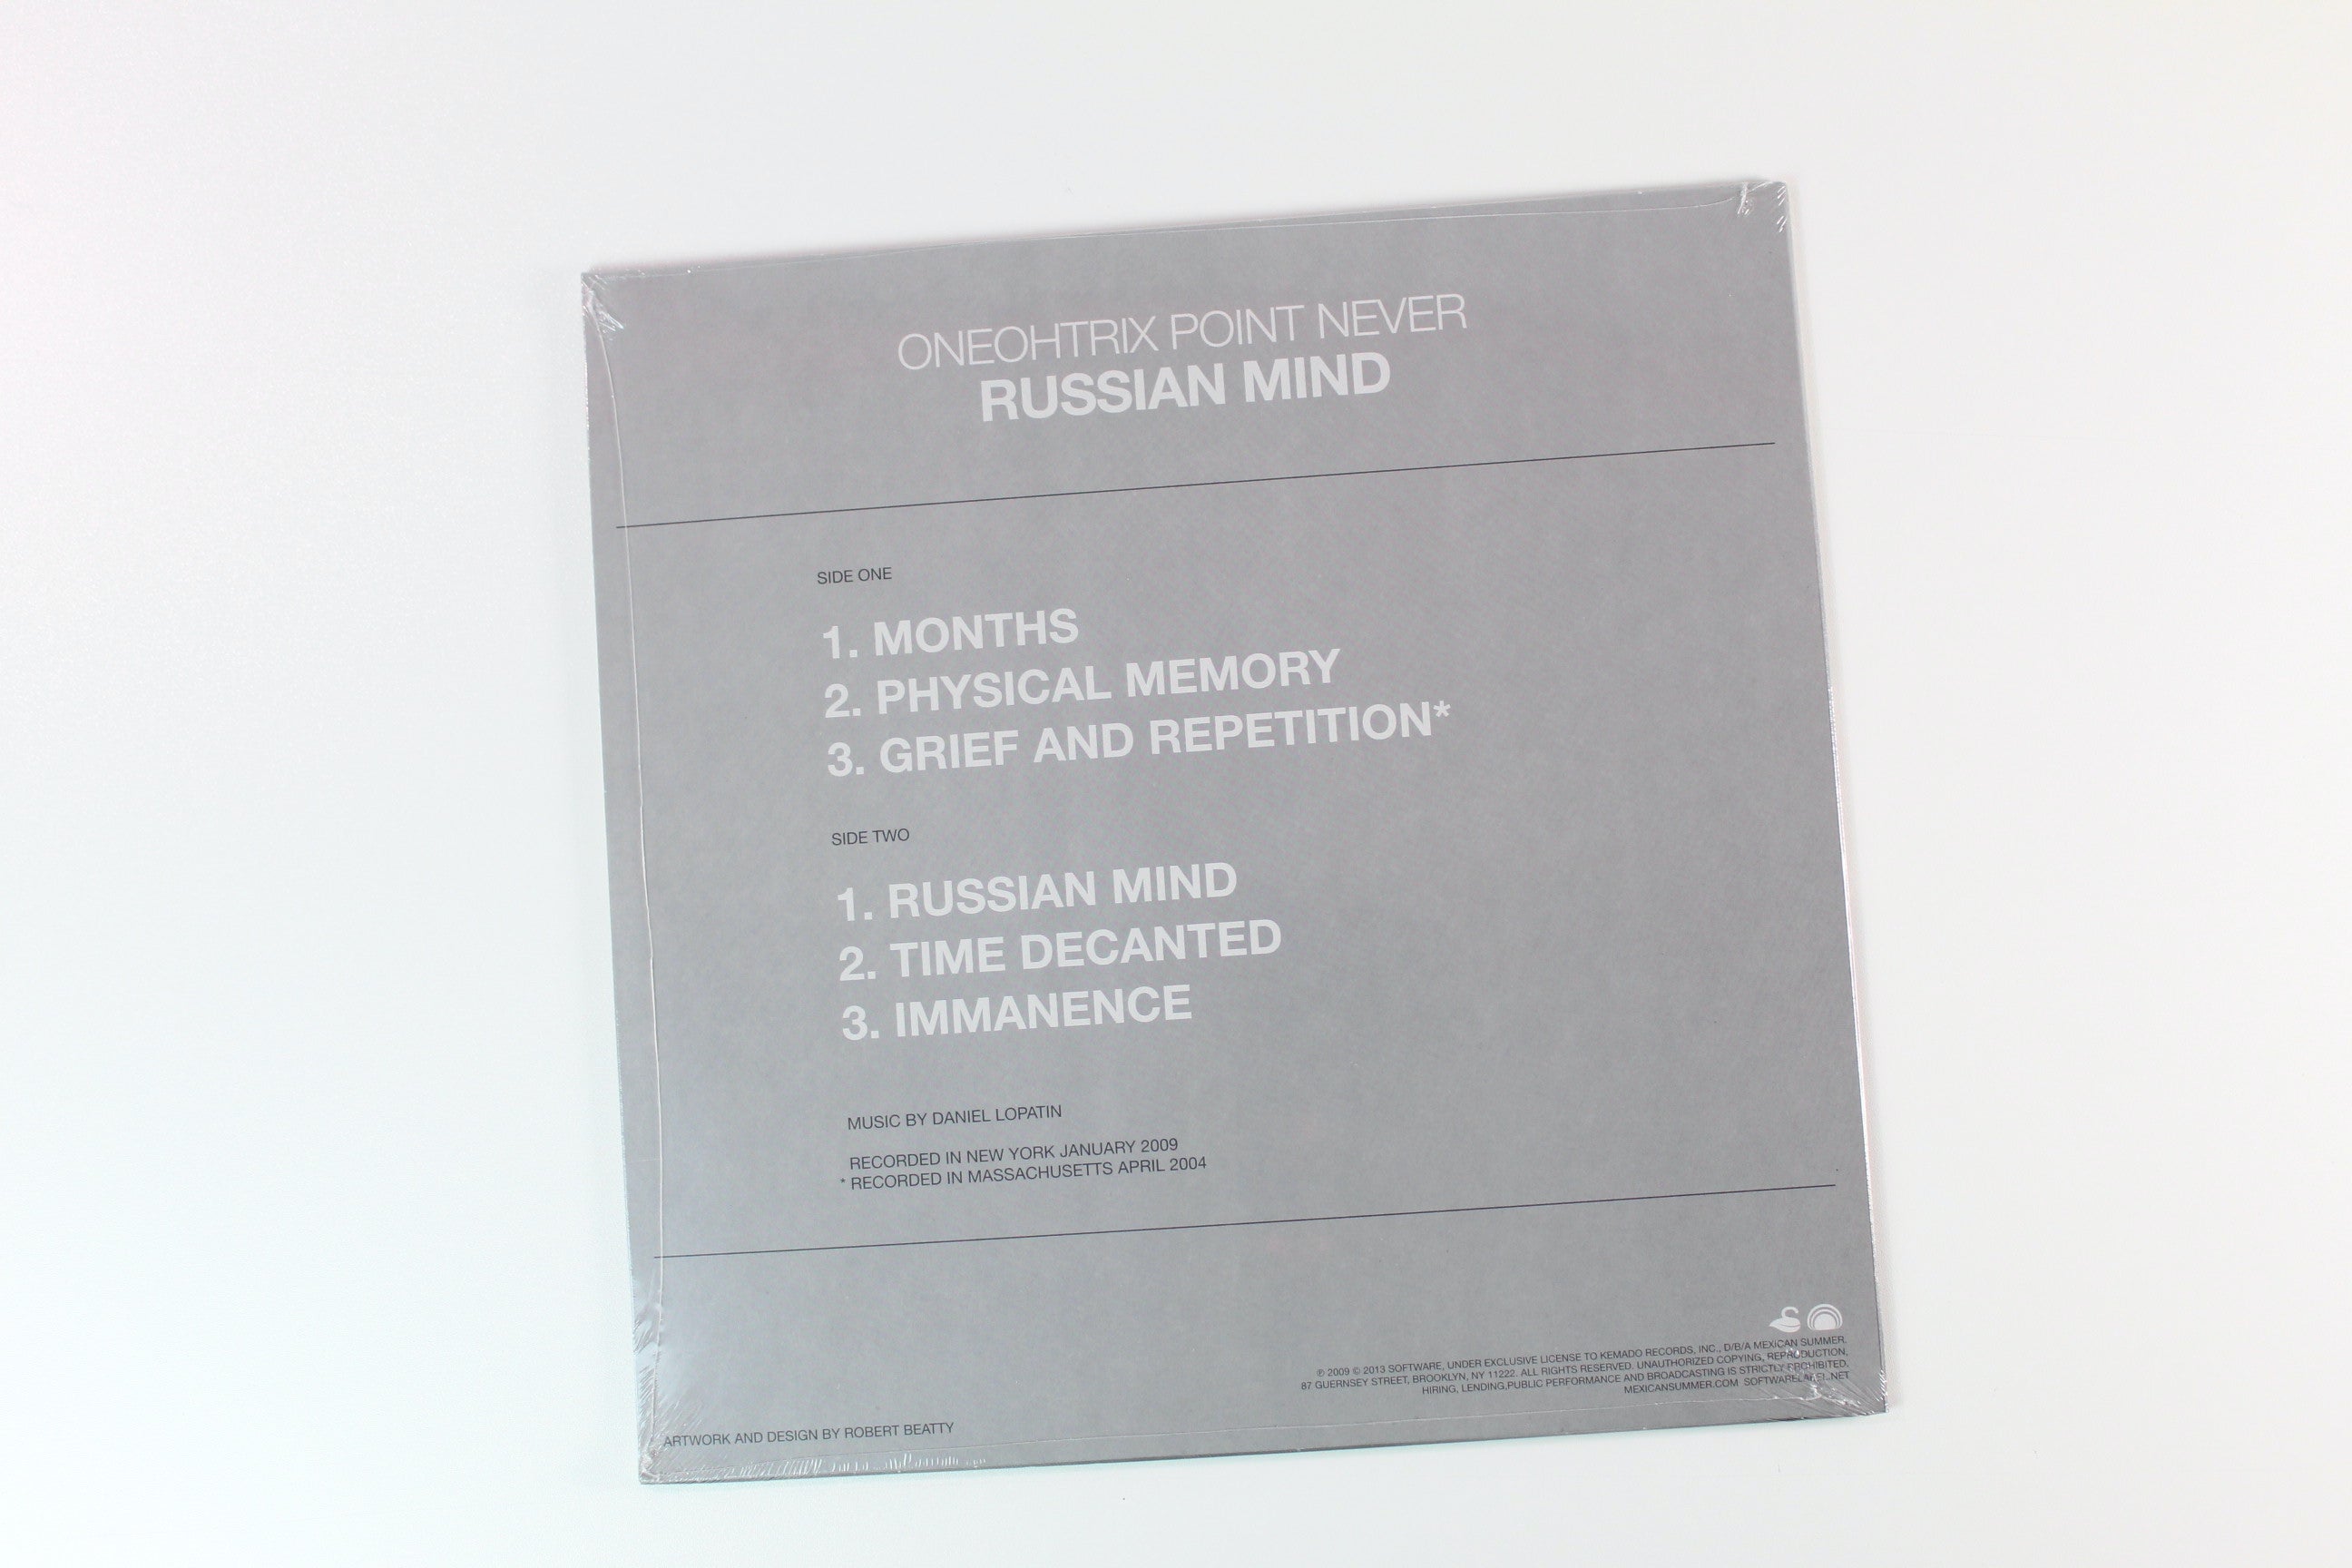 ONEOHTRIX POINT NEVER
RUSSIAN MIND
SIDE ONE
1. MONTHS
2. PHYSICAL MEMORY
3. GRIEF AND REPETITION*
SIDE TWO
1. RUSSIAN MIND
2. TIME DECANTED
3. IMMANENCE
MUSIC BY DANIEL LOPATIN
RECORDED IN NEW YORK JANUARY 2009
* RECORDED IN MASSACHUSETTS APRIL 2004
℗ 2009 © 2013 SOFTWARE, UNDER EXCLUSIVE LICENSE TO KEMADO RECORDS, INC., D/B/A MEXICAN SUMMER.
87 GUERNSEY STREET, BROOKLYN, NY 11222. ALL RIGHTS RESERVED. UNAUTHORIZED COPYING, REPRODUCTION,
HIRING, LENDING,PUBLIC PERFORMANCE AND BROADCASTING IS STRICTLY PROHIBITED.
MEXICANSUMMER.COM SOFTWARELABEL.NET
ARTWORK AND DESIGN BY ROBERT BEATTY